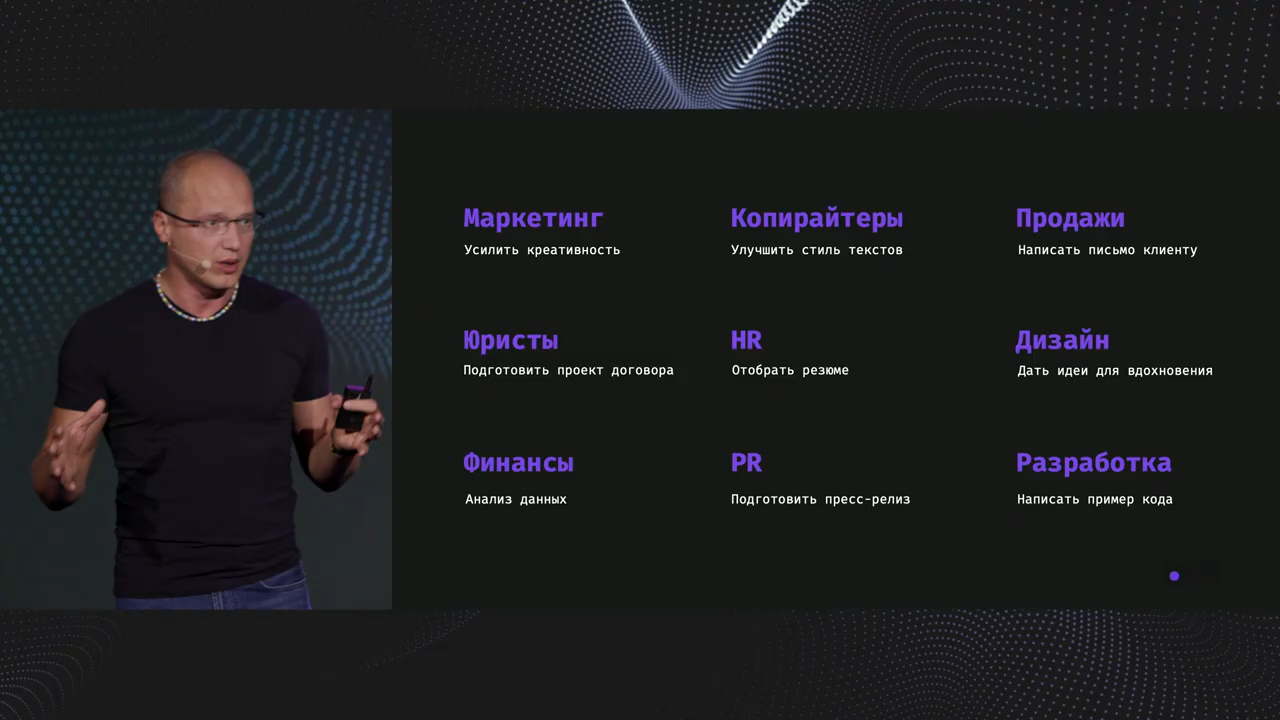 Маркетинг
Усилить креативность
Копирайтеры
Улучшить стиль текстов
Продажи
Написать письмо клиенту
Юристы
Подготовить проект договора
HR
Отобрать резюме
Дизайн
Дать идеи для вдохновения
Финансы
Анализ данных
PR
Подготовить пресс-релиз
Разработка
Написать пример кода